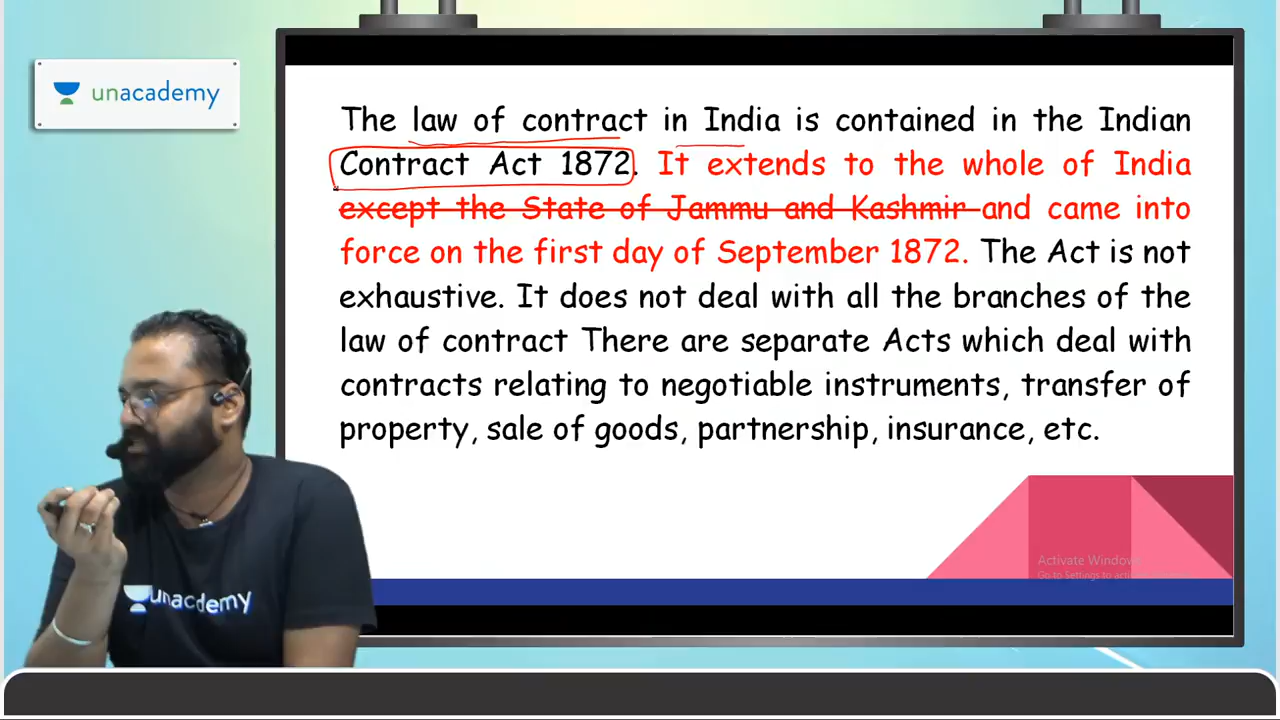 unacademy
The law of contract in India is contained in the Indian
Contract Act 1872. It extends to the whole of India
except the State of Jammu and Kashmir and came into
force on the first day of September 1872. The Act is not
exhaustive. It does not deal with all the branches of the
law of contract There are separate Acts which deal with
contracts relating to negotiable instruments, transfer of
property, sale of goods, partnership, insurance, etc.
Activate Windows
Go to Settings to
unacademy